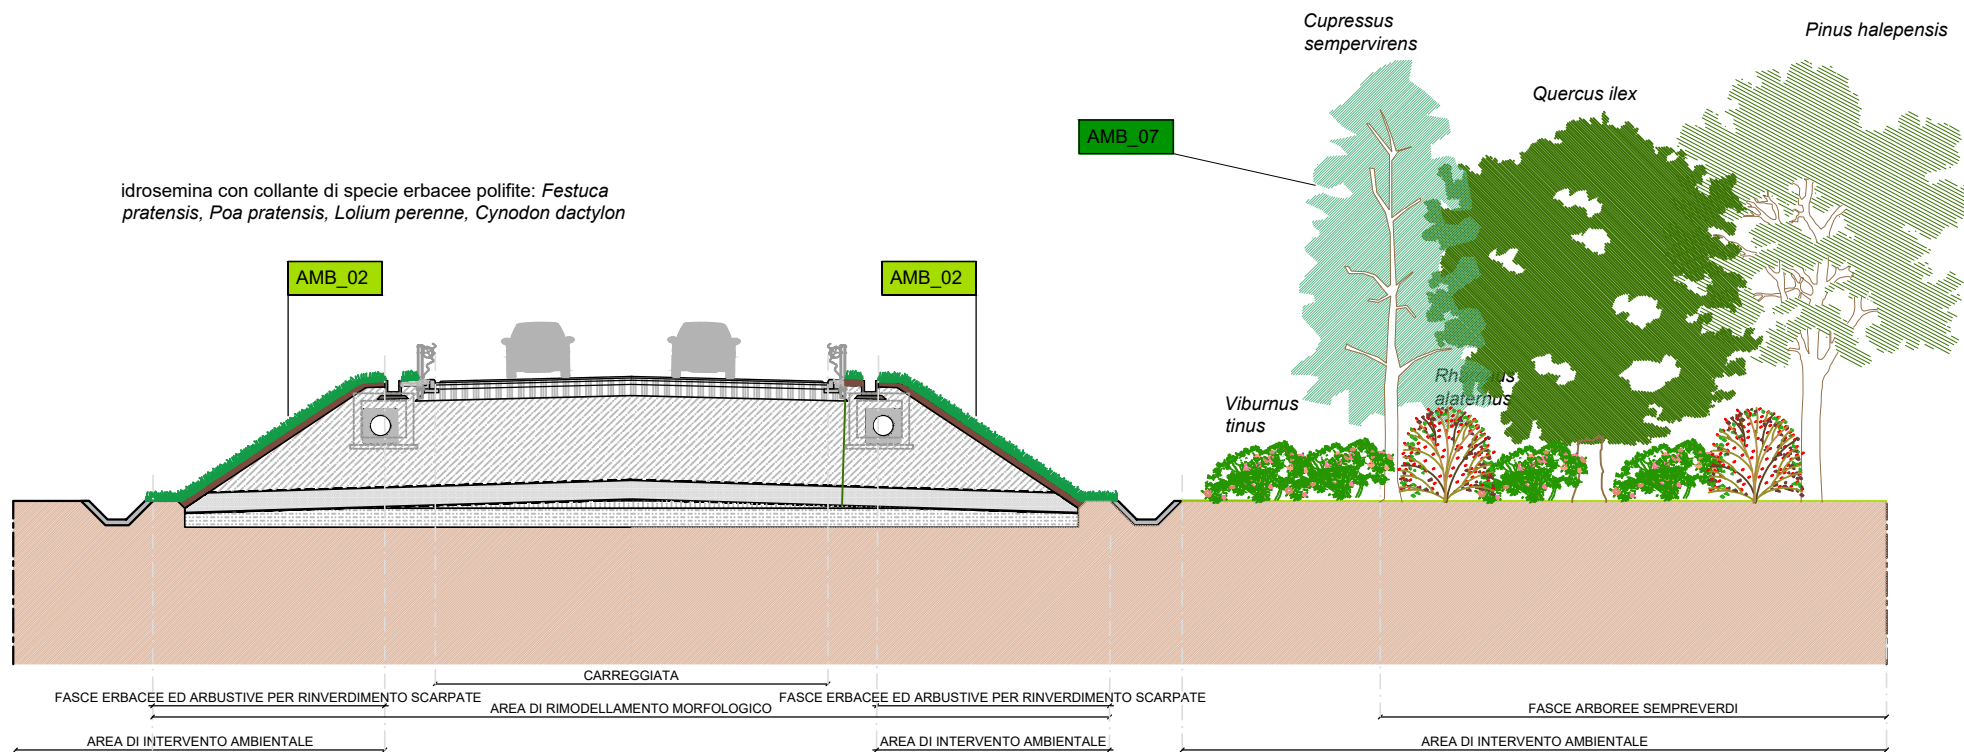 Cupressus
sempervirens
Pinus halepensis
Quercus ilex
AMB_07
idrosemina con collante di specie erbacee polifite: Festuca
pratensis, Poa pratensis, Lolium perenne, Cynodon dactylon
AMB_02
AMB_02
Rhamnus
alaternus
Viburnus
tinus
CARREGGIATA
FASCE ERBACEE ED ARBUSTIVE PER RINVERDIMENTO SCARPATE
FASCE ERBACEE ED ARBUSTIVE PER RINVERDIMENTO SCARPATE
AREA DI RIMODELLAMENTO MORFOLOGICO
FASCE ARBOREE SEMPREVERDI
AREA DI INTERVENTO AMBIENTALE
AREA DI INTERVENTO AMBIENTALE
AREA DI INTERVENTO AMBIENTALE